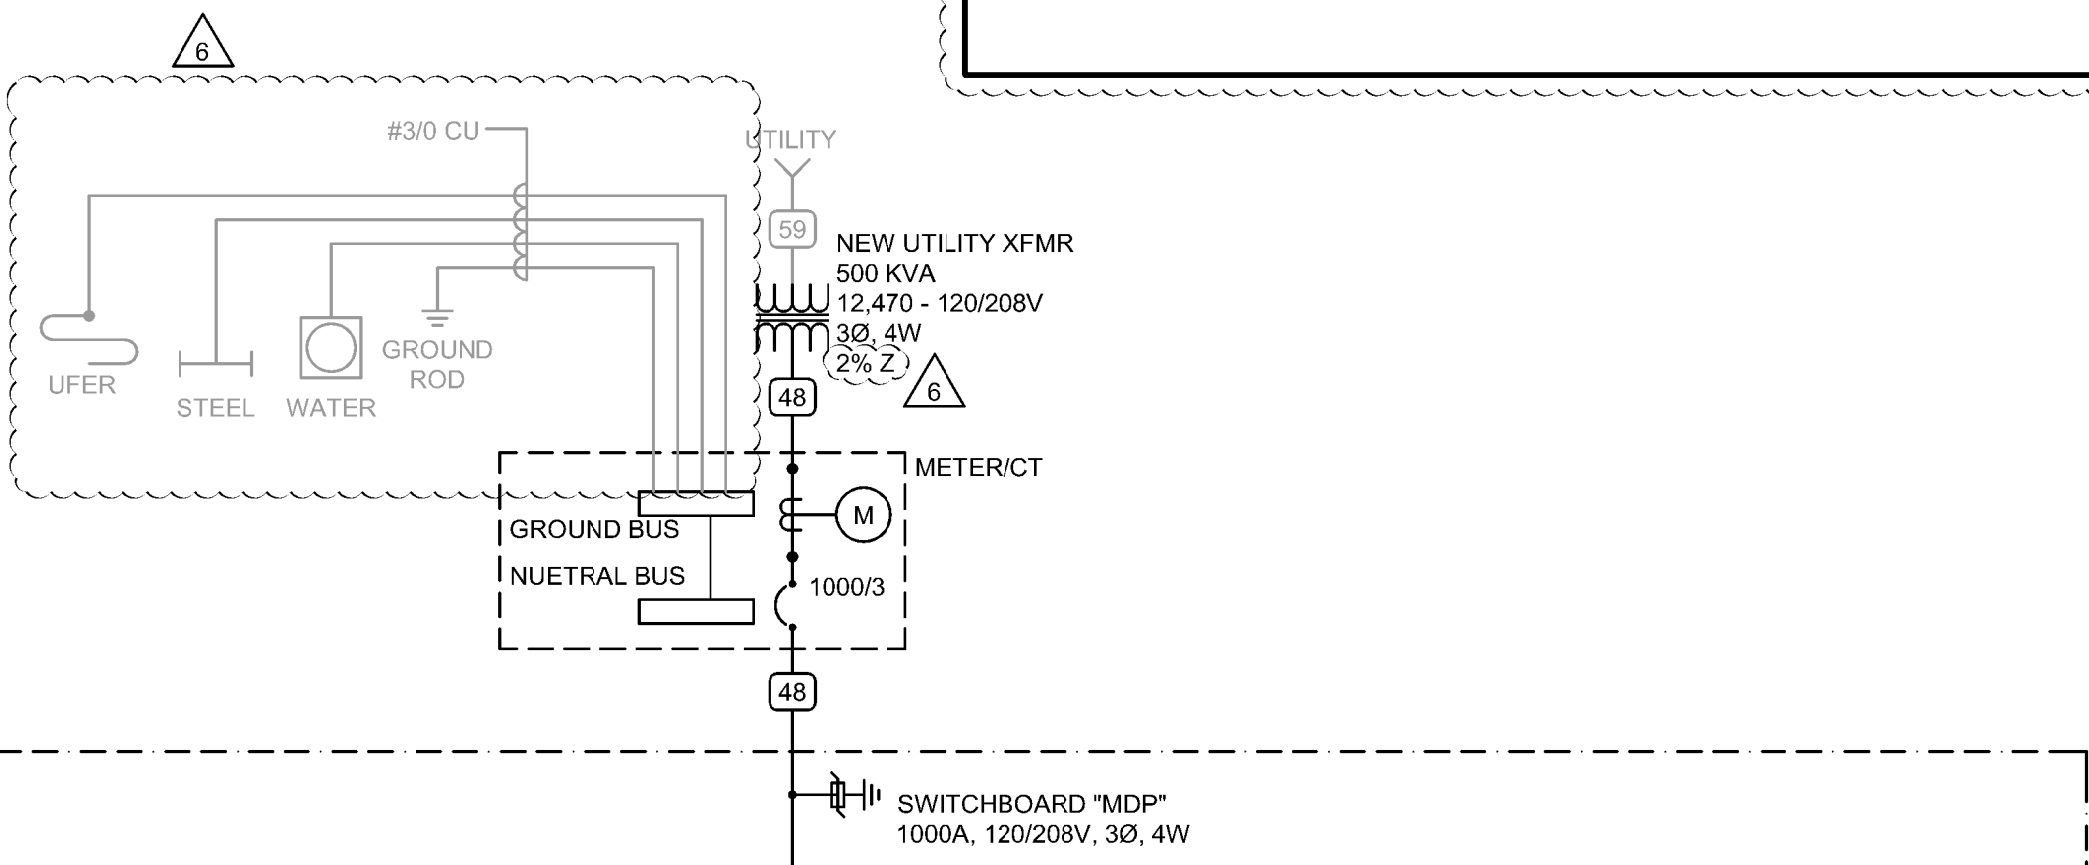 6
#3/0 CU
UTILITY
59
NEW UTILITY XFMR
500 KVA
12,470 - 120/208V
3Ø, 4W
2% Z
6
UFER
STEEL
WATER
GROUND
ROD
48
METER/CT
M
GROUND BUS
NUETRAL BUS
1000/3
48
SWITCHBOARD "MDP"
1000A, 120/208V, 3Ø, 4W